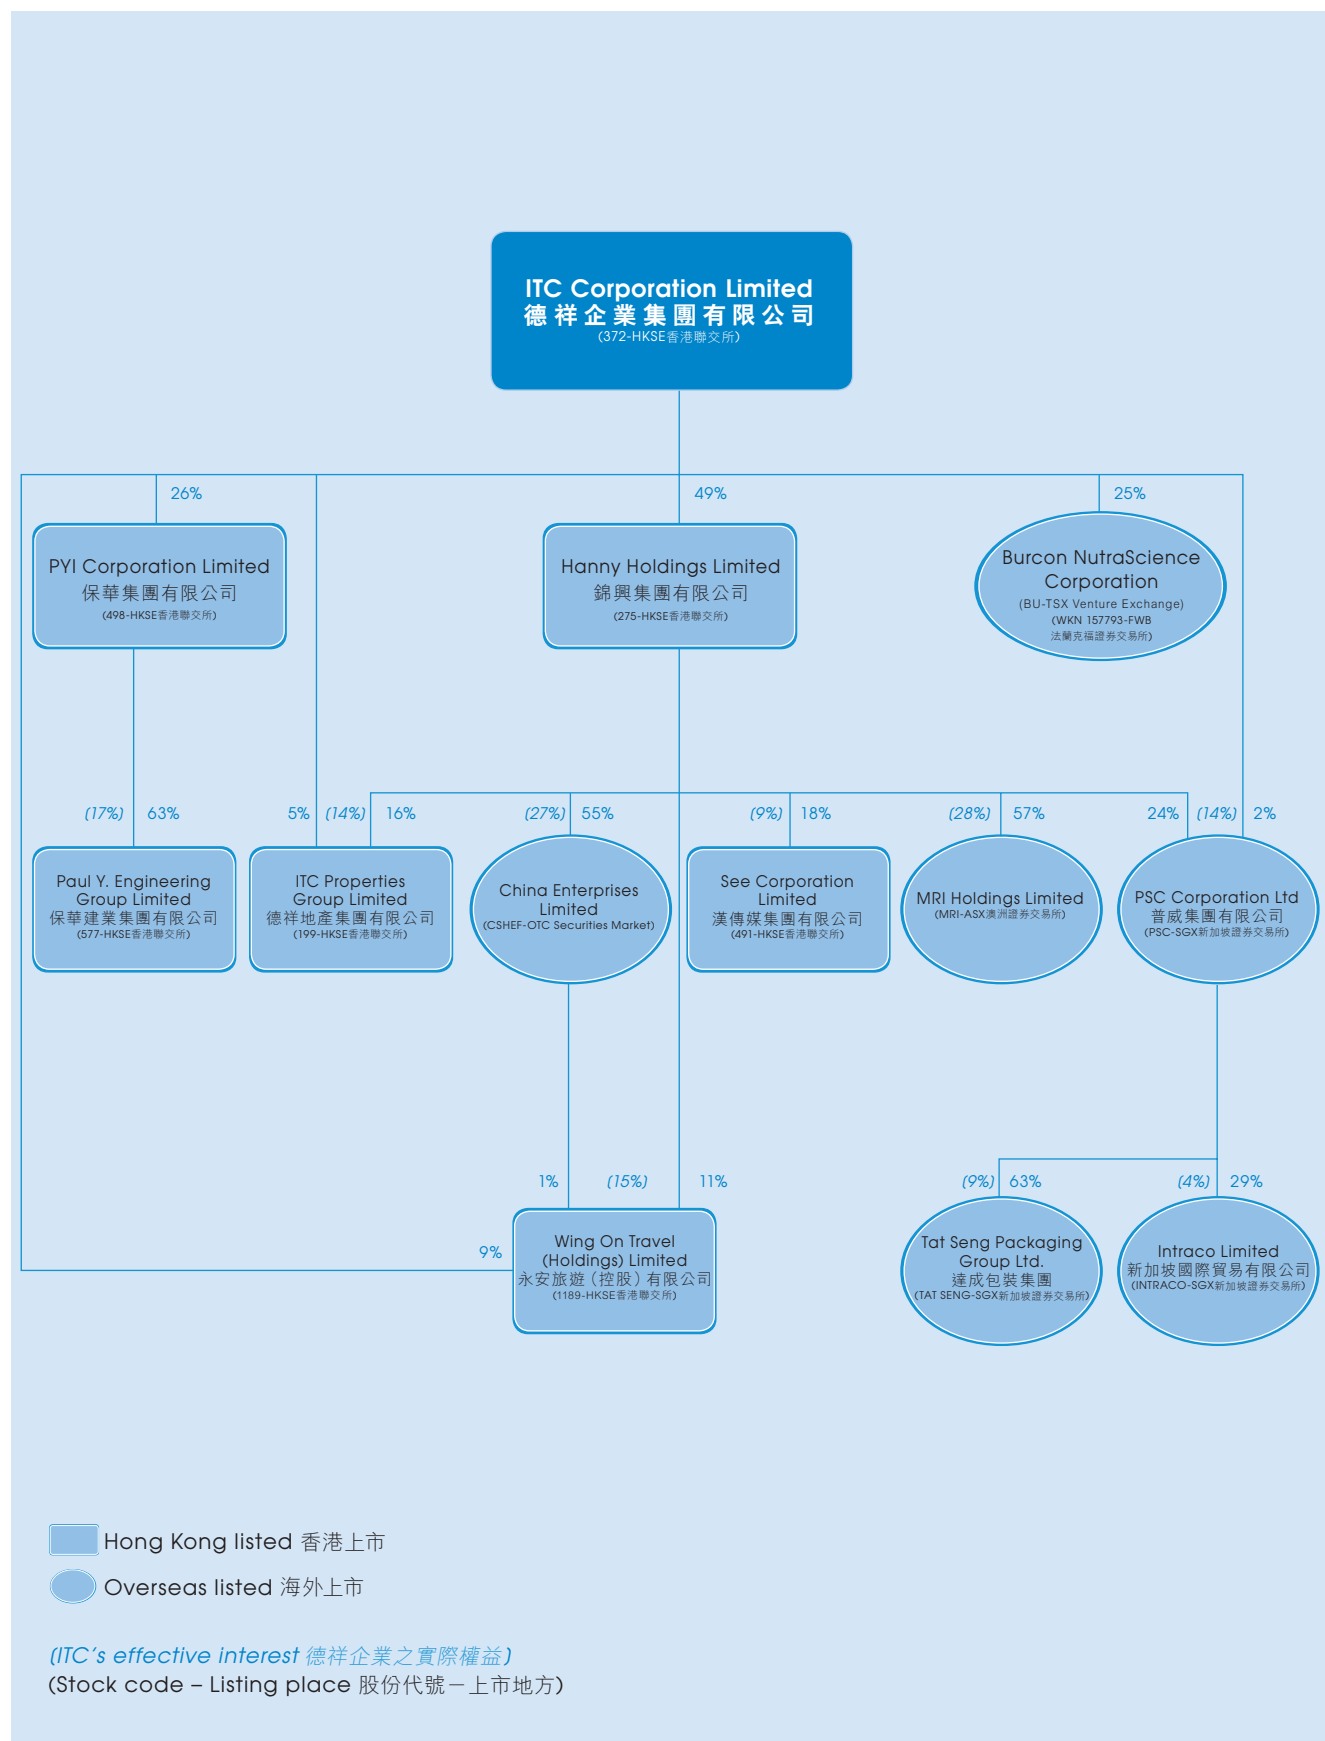 ITC Corporation Limited
德祥企業集團有限公司
(372-HKSE香港聯交所)
26%
49%
25%
PYI Corporation Limited
保華集團有限公司
(498-HKSE香港聯交所)
Hanny Holdings Limited
錦興集團有限公司
(275-HKSE香港聯交所)
Burcon NutraScience
Corporation
(BU-TSX Venture Exchange)
(WKN 157793-FWB
法蘭克福證券交易所)
(17%) 63%
5% (14%) 16%
(27%) 55%
(9%) 18%
(28%) 57%
24% (14%) 2%
Paul Y. Engineering
Group Limited
保華建業集團有限公司
(577-HKSE香港聯交所)
ITC Properties
Group Limited
德祥地產集團有限公司
(199-HKSE香港聯交所)
China Enterprises
Limited
(CSHEF-OTC Securities Market)
See Corporation
Limited
漢傳媒集團有限公司
(491-HKSE香港聯交所)
MRI Holdings Limited
(MRI-ASX澳洲證券交易所)
PSC Corporation Ltd
普威集團有限公司
(PSC-SGX新加坡證券交易所)
1% (15%) 11%
(9%) 63%
(4%) 29%
9%
Wing On Travel
(Holdings) Limited
永安旅遊（控股）有限公司
(1189-HKSE香港聯交所)
Tat Seng Packaging
Group Ltd.
達成包裝集團
(TAT SENG-SGX新加坡證券交易所)
Intraco Limited
新加坡國際貿易有限公司
(INTRACO-SGX新加坡證券交易所)
Hong Kong listed 香港上市
Overseas listed 海外上市
(ITC's effective interest 德祥企業之實際權益)
(Stock code – Listing place 股份代號－上市地方)